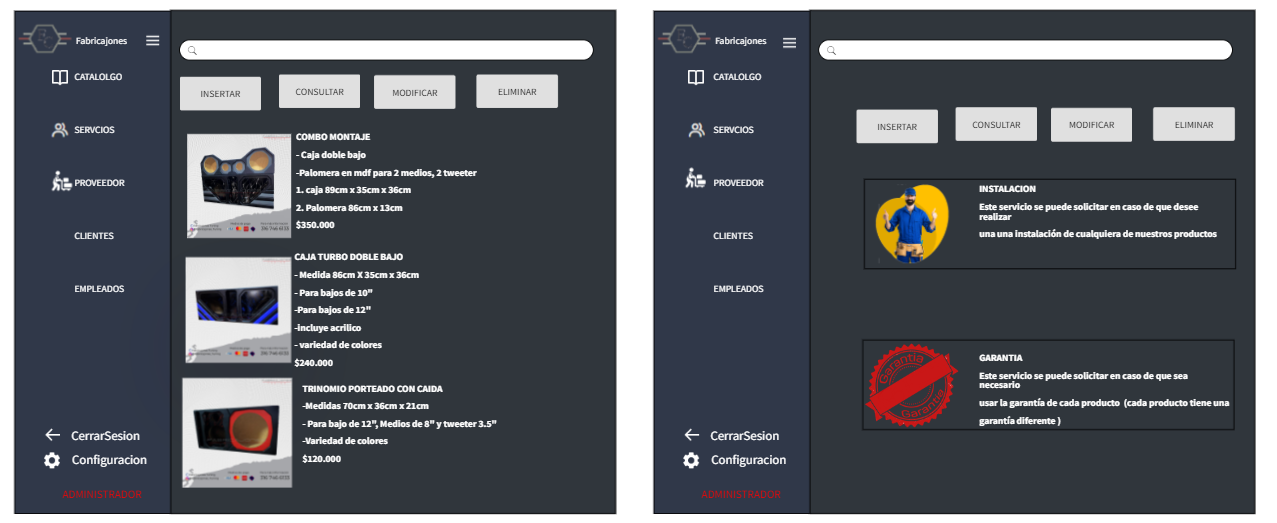 Fabricajones
CATALOLGO
SERVCIOS
PROVEEDOR
CLIENTES
EMPLEADOS
CerrarSesion
Configuracion
ADMINISTRADOR
INSERTAR
CONSULTAR
MODIFICAR
ELIMINAR
COMBO MONTAJE
- Caja doble bajo
-Palomera en mdf para 2 medios, 2 tweeter
1. caja 89cm x 35cm x 36cm
2. Palomera 86cm x 13cm
$350.000
CAJA TURBO DOBLE BAJO
- Medida 86cm X 35cm x 36cm
- Para bajos de 10"
-Para bajos de 12"
-incluye acrilico
- variedad de colores
$240.000
TRINOMIO PORTEADO CON CAIDA
-Medidas 70cm x 36cm x 21cm
- Para bajo de 12", Medios de 8" y tweeter 3.5"
-Variedad de colores
$120.000
Fabricajones
CATALOLGO
SERVCIOS
PROVEEDOR
CLIENTES
EMPLEADOS
CerrarSesion
Configuracion
ADMINISTRADOR
INSERTAR
CONSULTAR
MODIFICAR
ELIMINAR
INSTALACION
Este servicio se puede solicitar en caso de que desee
realizar
una una instalación de cualquiera de nuestros productos
Garantia
Garantia
GARANTIA
Este servicio se puede solicitar en caso de que sea
necesario
usar la garantía de cada producto (cada producto tiene una
garantía diferente )